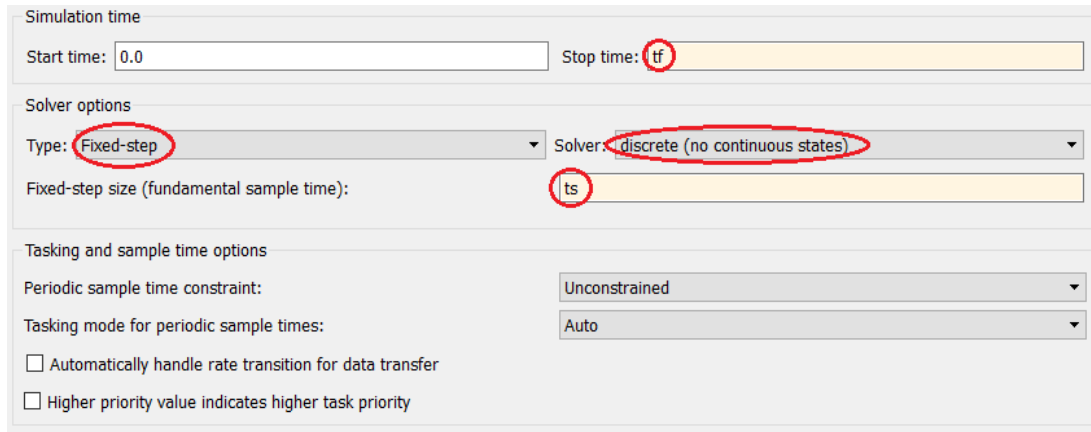 Simulation time
Start time: 0.0 Stop time: tf
Solver options
Type: Fixed-step Solver: discrete (no continuous states)
Fixed-step size (fundamental sample time): ts
Tasking and sample time options
Periodic sample time constraint: Unconstrained
Tasking mode for periodic sample times: Auto
Automatically handle rate transition for data transfer
Higher priority value indicates higher task priority